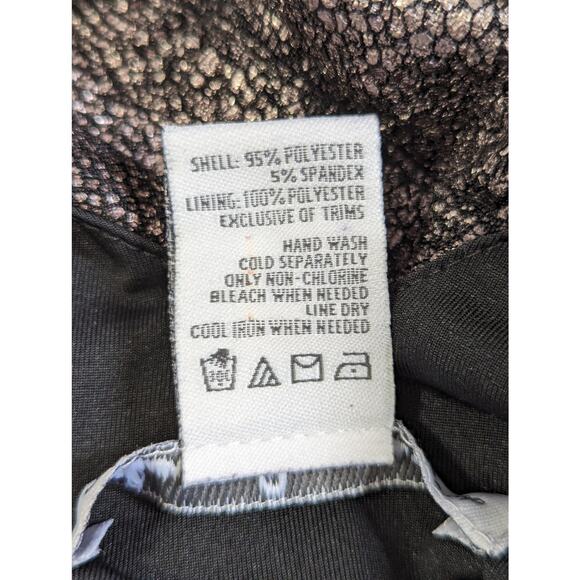 SHELL: 95% POLYESTER
5% SPANDEX
LINING: 100% POLYESTER
EXCLUSIVE OF TRIMS
HAND WASH
COLD SEPARATELY
ONLY NON-CHLORINE
BLEACH WHEN NEEDED
LINE DRY
COOL IRON WHEN NEEDED